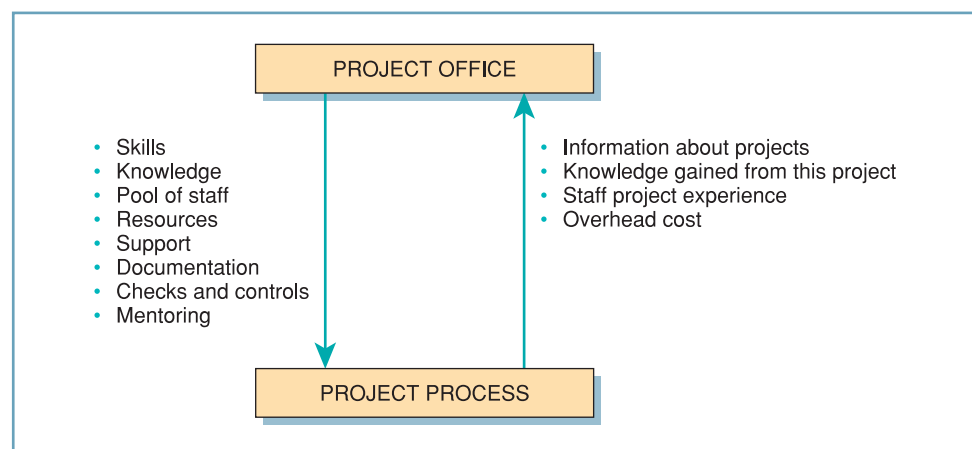 PROJECT OFFICE
• Skills
• Knowledge
• Pool of staff
• Resources
• Support
• Documentation
• Checks and controls
• Mentoring
• Information about projects
• Knowledge gained from this project
• Staff project experience
• Overhead cost
PROJECT PROCESS